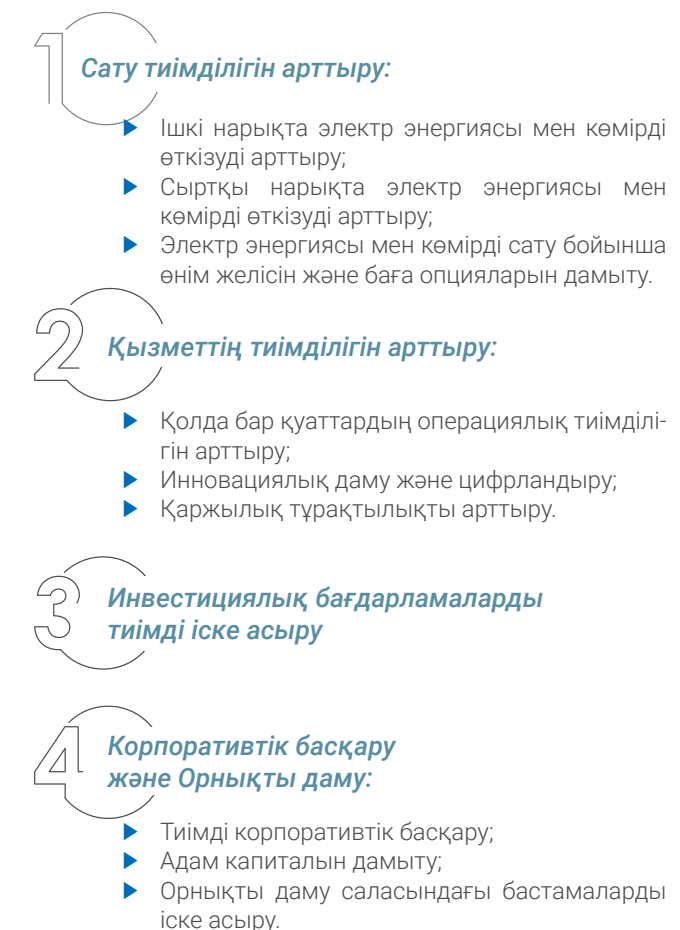 1
Сату тиімділігін арттыру:
Ішкі нарықта электр энергиясы мен көмірді
өткізуді арттыру;
Сыртқы нарықта электр энергиясы мен
көмірді өткізуді арттыру;
Электр энергиясы мен көмірді сату бойынша
өнім желісін және баға опцияларын дамыту.
2
Қызметтің тиімділігін арттыру:
Қолда бар қуаттардың операциялық тиімділі-
гін арттыру;
Инновациялық даму және цифрландыру;
Қаржылық тұрақтылықты арттыру.
3
Инвестициялық бағдарламаларды
тиімді іске асыру
4
Корпоративтік басқару
және Орнықты даму:
Тиімді корпоративтік басқару;
Адам капиталын дамыту;
Орнықты даму саласындағы бастамаларды
іске асыру.